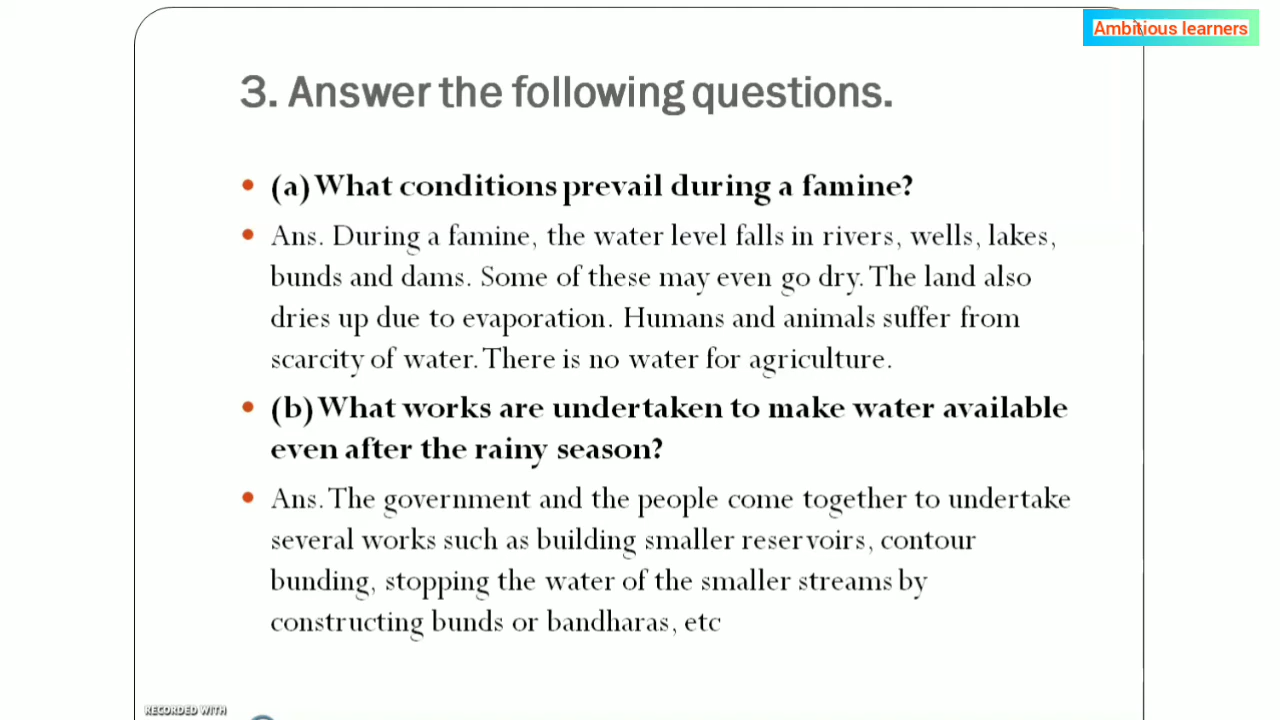 Ambitious learners
3. Answer the following questions.
• (a) What conditions prevail during a famine?
• Ans. During a famine, the water level falls in rivers, wells, lakes,
bunds and dams. Some of these may even go dry. The land also
dries up due to evaporation. Humans and animals suffer from
scarcity of water. There is no water for agriculture.
• (b) What works are undertaken to make water available
even after the rainy season?
• Ans. The government and the people come together to undertake
several works such as building smaller reservoirs, contour
bunding, stopping the water of the smaller streams by
constructing bunds or bandharas, etc
RECORDED WITH